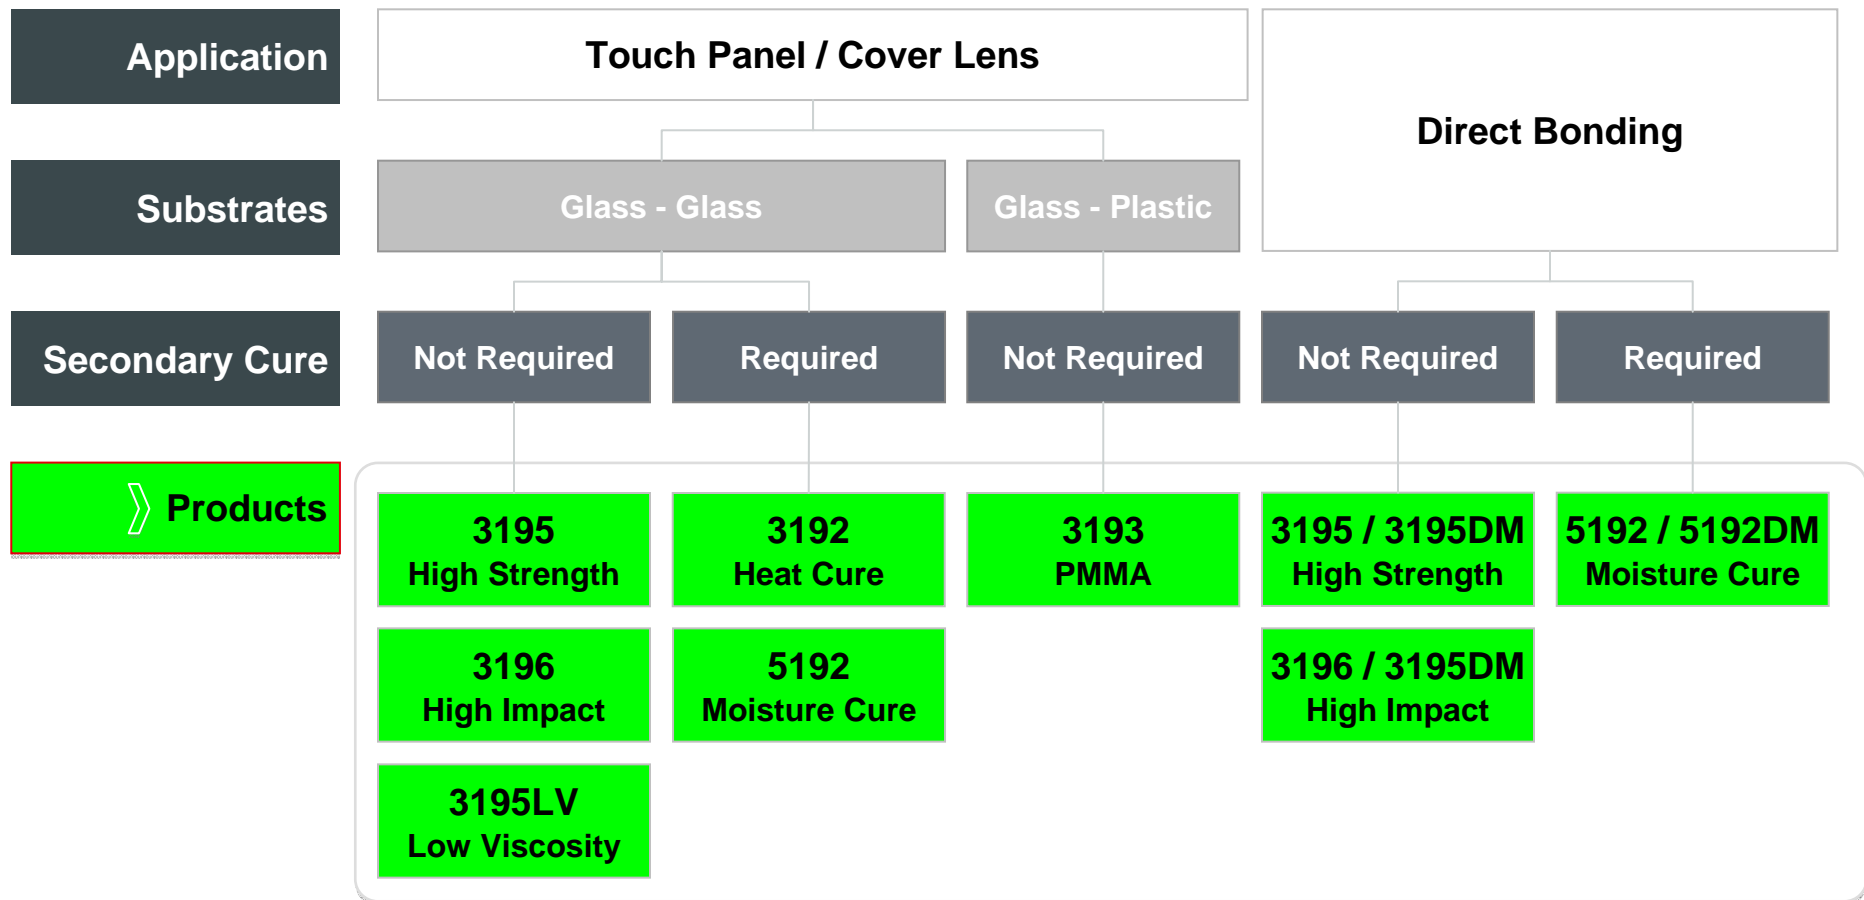 Application
Touch Panel / Cover Lens
Direct Bonding
Substrates
Glass - Glass
Glass - Plastic
Secondary Cure
Not Required
Required
Not Required
Not Required
Required
Products
3195
High Strength
3192
Heat Cure
3193
PMMA
3195 / 3195DM
High Strength
5192 / 5192DM
Moisture Cure
3196
High Impact
5192
Moisture Cure
3196 / 3195DM
High Impact
3195LV
Low Viscosity